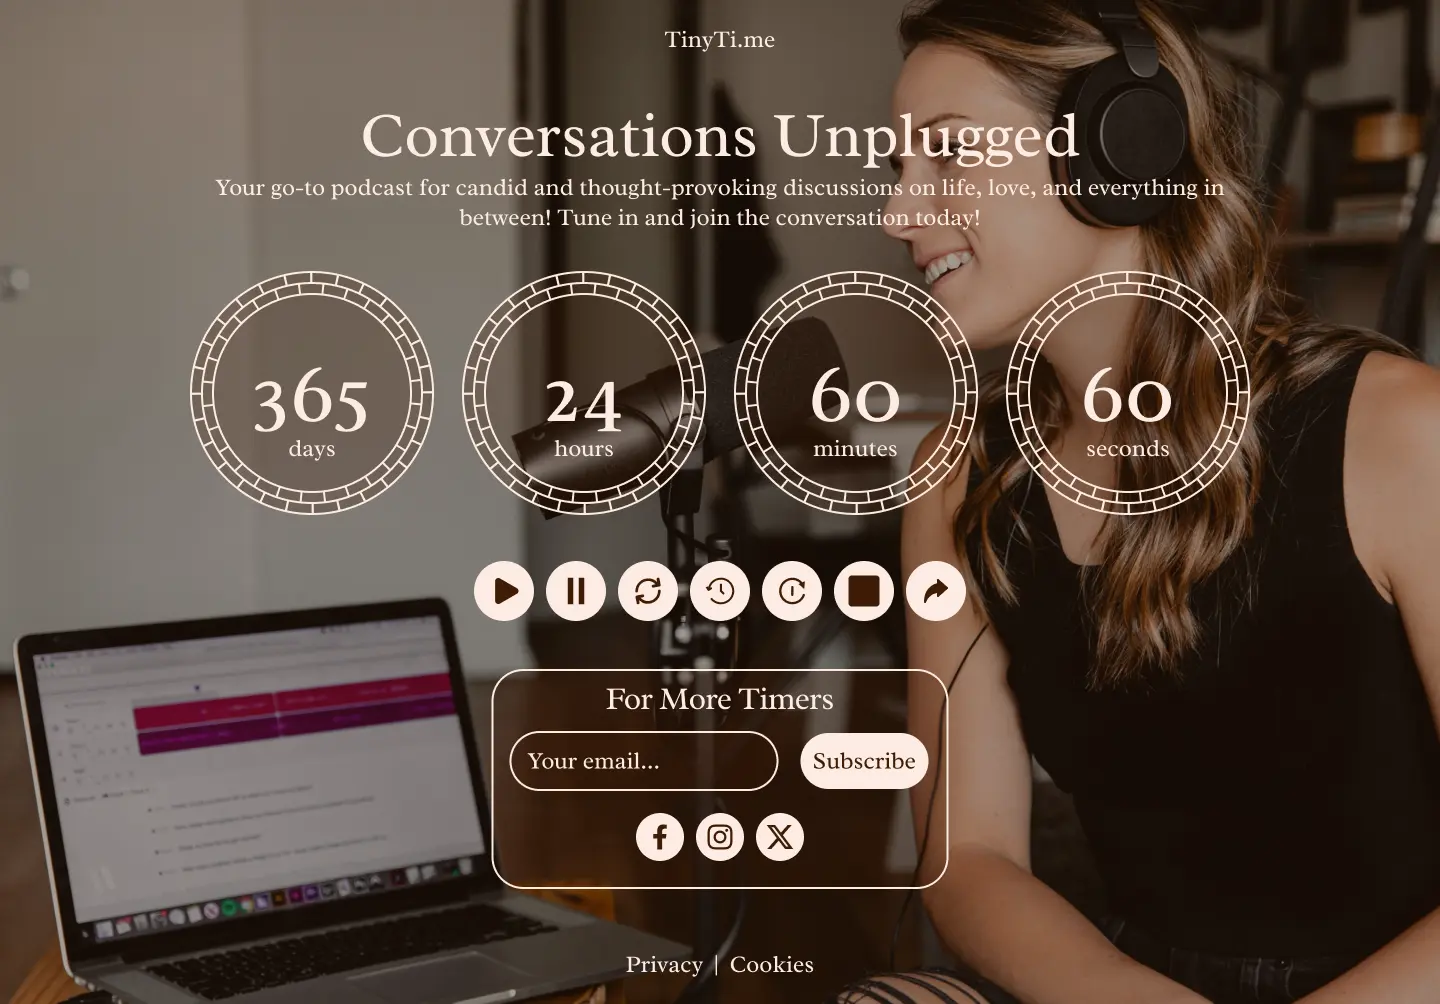 TinyTi.me
Conversations Unplugged
Your go-to podcast for candid and thought-provoking discussions on life, love, and everything in
between! Tune in and join the conversation today!
365
days
24
hours
60
minutes
60
seconds
For More Timers
Your email...
Subscribe
Privacy | Cookies